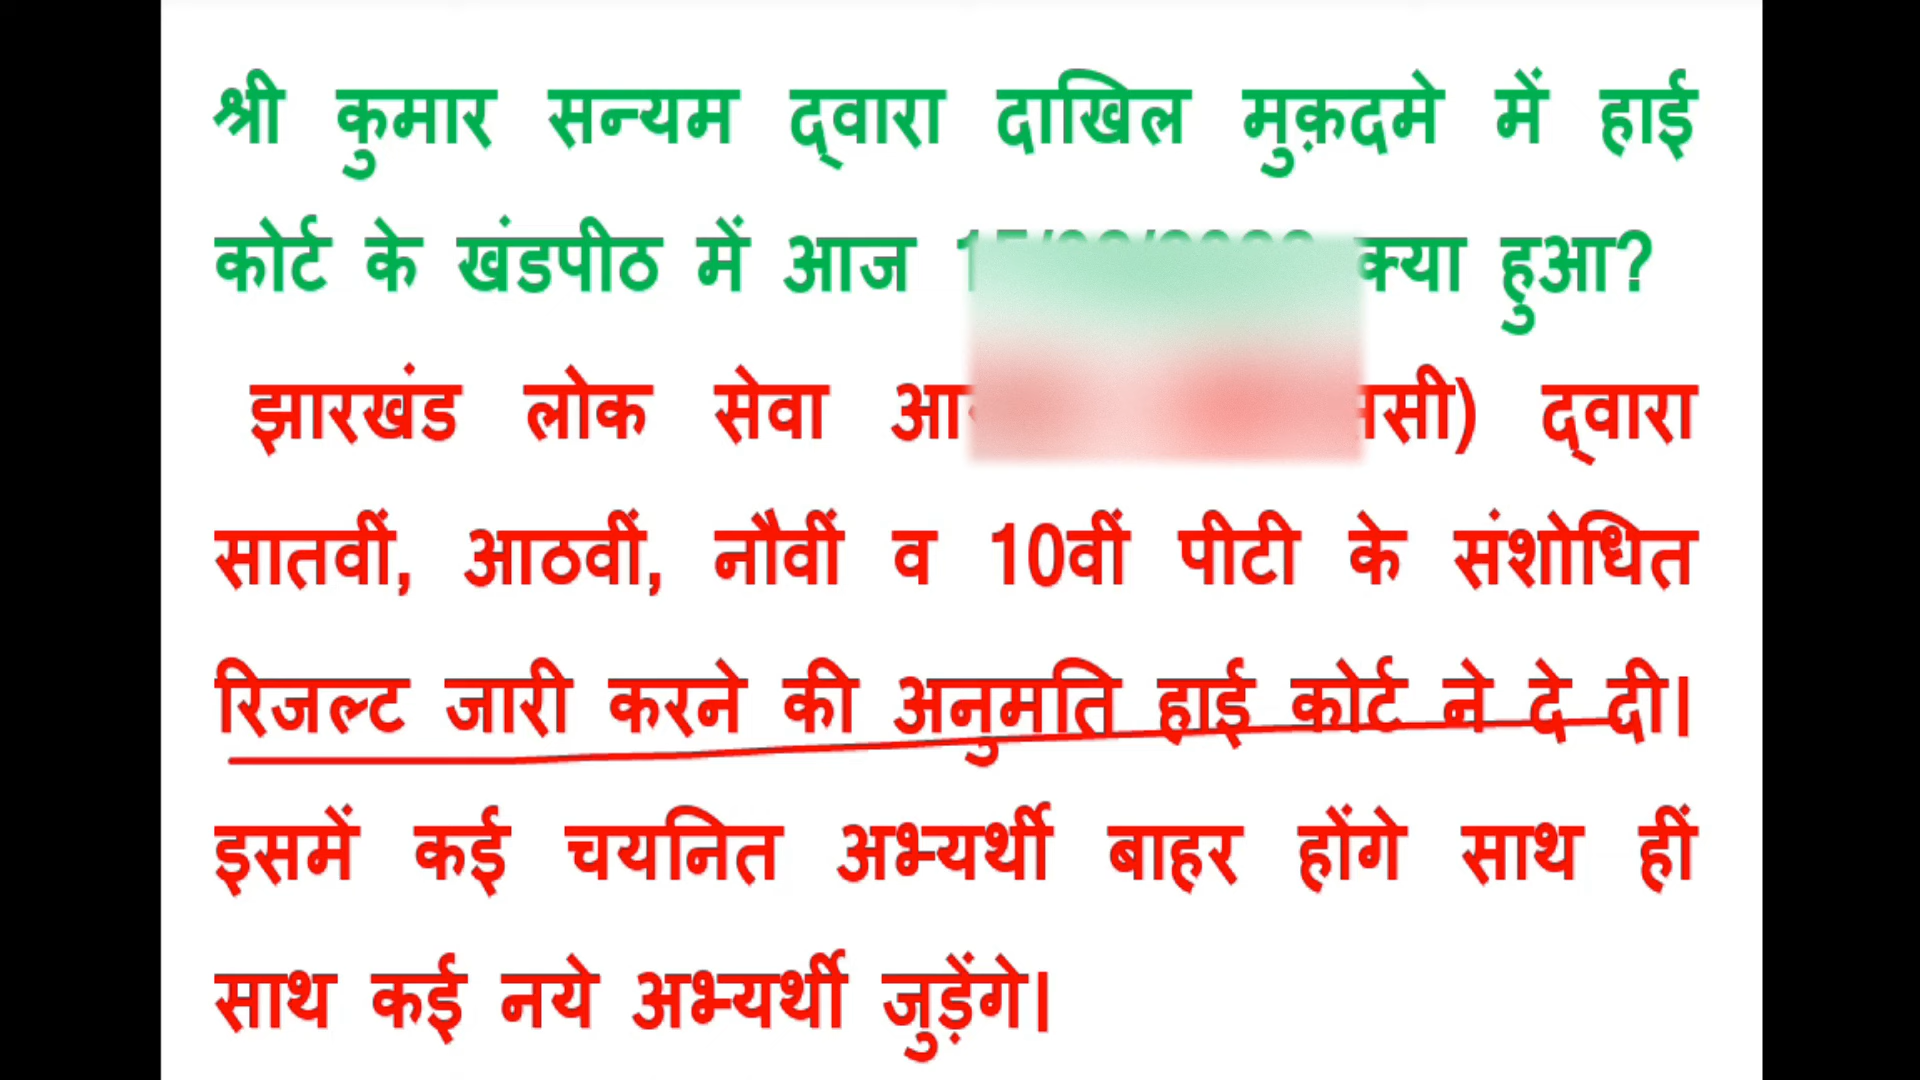 श्री कुमार सन्यम द्वारा दाखिल मुक़दमे में हाई
कोर्ट के खंडपीठ में आज क्या हुआ?
झारखंड लोक सेवा द्वारा
सातवीं, आठवीं, नौवीं व 10वीं पीटी के संशोधित
रिजल्ट जारी करने की अनुमति हाई कोर्ट ने दे दी।
इसमें कई चयनित अभ्यर्थी बाहर होंगे साथ हीं
साथ कई नये अभ्यर्थी जुड़ेंगे।